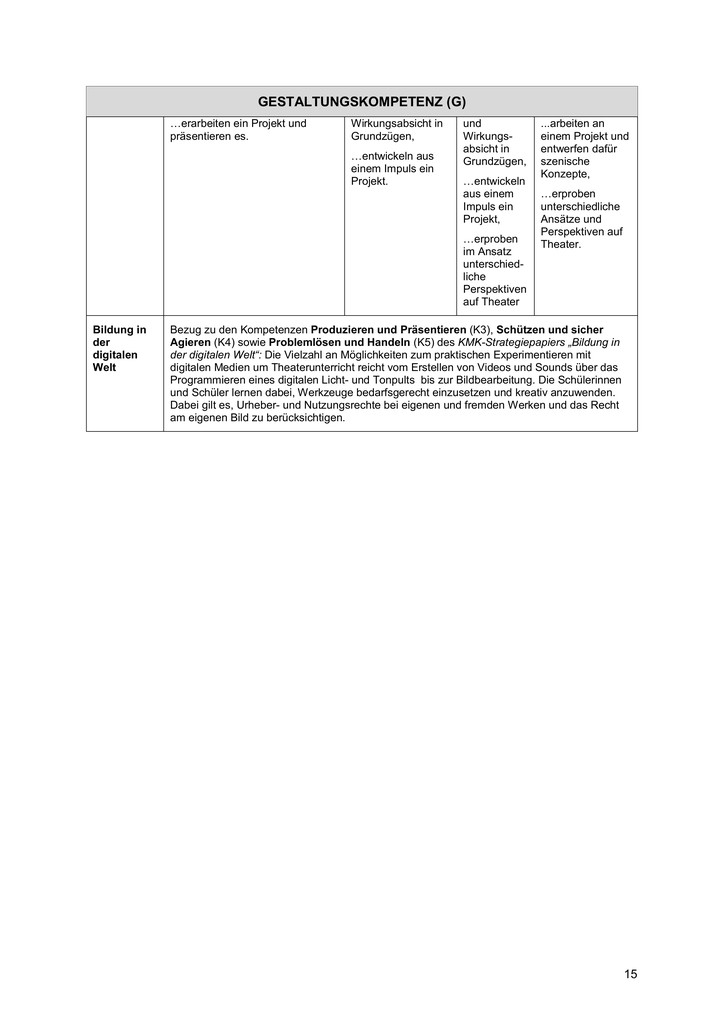 GESTALTUNGSKOMPETENZ (G)
…erarbeiten ein Projekt und
präsentieren es.
Wirkungsabsicht in
Grundzügen,
…entwickeln aus
einem Impuls ein
Projekt.
und
Wirkungs-
absicht in
Grundzügen,
…entwickeln
aus einem
Impuls ein
Projekt,
…erproben
im Ansatz
unterschied-
liche
Perspektiven
auf Theater
...arbeiten an
einem Projekt und
entwerfen dafür
szenische
Konzepte,
…erproben
unterschiedliche
Ansätze und
Perspektiven auf
Theater.
Bildung in
der
digitalen
Welt
Bezug zu den Kompetenzen Produzieren und Präsentieren (K3), Schützen und sicher
Agieren (K4) sowie Problemlösen und Handeln (K5) des KMK-Strategiepapiers „Bildung in
der digitalen Welt“: Die Vielzahl an Möglichkeiten zum praktischen Experimentieren mit
digitalen Medien um Theaterunterricht reicht vom Erstellen von Videos und Sounds über das
Programmieren eines digitalen Licht- und Tonpults bis zur Bildbearbeitung. Die Schülerinnen
und Schüler lernen dabei, Werkzeuge bedarfsgerecht einzusetzen und kreativ anzuwenden.
Dabei gilt es, Urheber- und Nutzungsrechte bei eigenen und fremden Werken und das Recht
am eigenen Bild zu berücksichtigen.
15